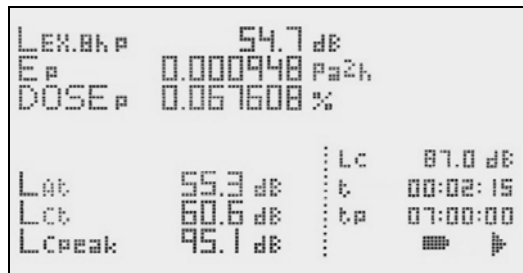 LEX.8h P 54.7 dB
E P 0.000948 Pa2h
DOSE P 0.067608 %
Lc 87.0 dB
LAt 55.3 dB t 00:02:15
LCt 60.6 dB tp 07:00:00
LCpeak 95.1 dB